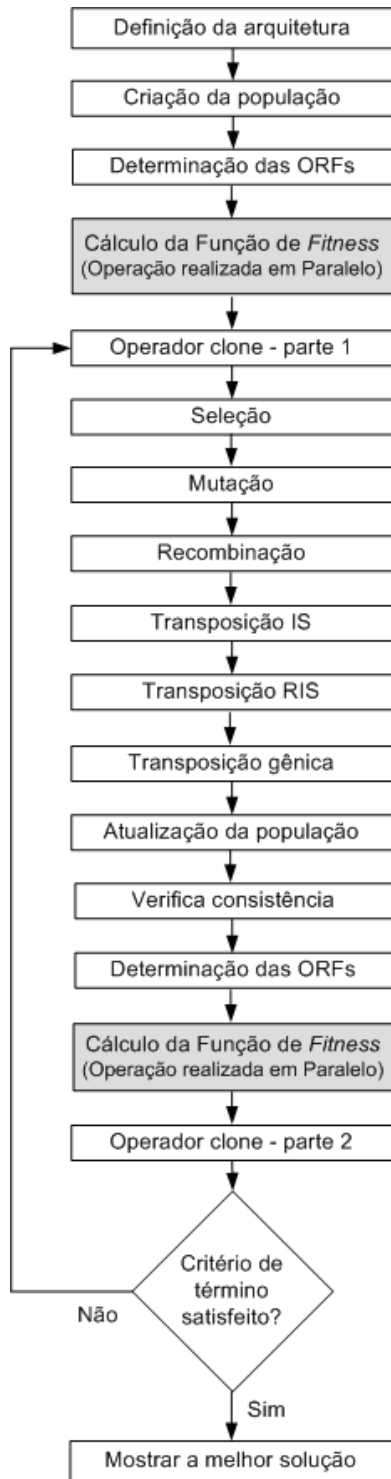 Definição da arquitetura
Criação da população
Determinação das ORFs
Cálculo da Função de Fitness
(Operação realizada em Paralelo)
Operador clone - parte 1
Seleção
Mutação
Recombinação
Transposição IS
Transposição RIS
Transposição gênica
Atualização da população
Verifica consistência
Determinação das ORFs
Cálculo da Função de Fitness
(Operação realizada em Paralelo)
Operador clone - parte 2
Critério de
término
satisfeito?
Não
Sim
Mostrar a melhor solução